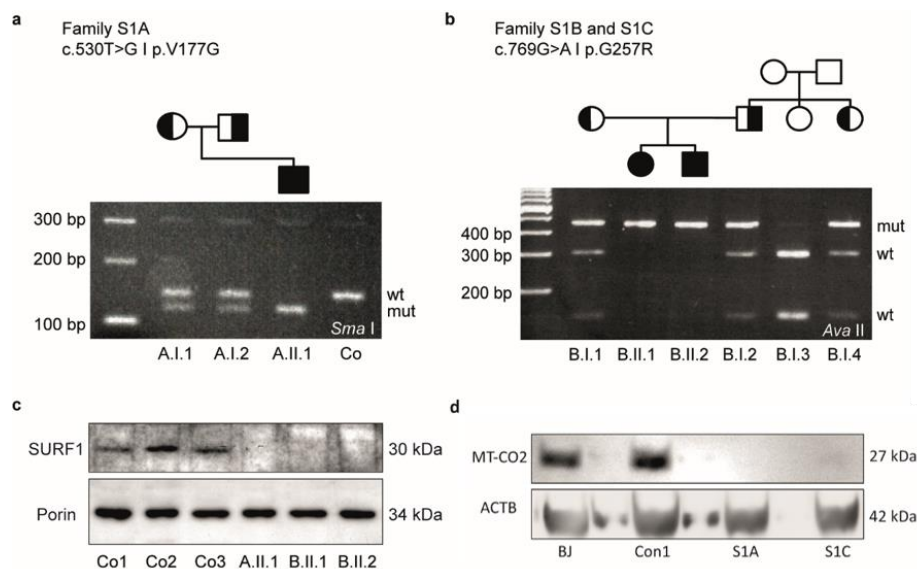 a
Family S1A
c.530T>G I p.V177G
300 bp
200 bp
100 bp
wt
mut
Sma I
A.I.1 A.I.2 A.II.1 Co
b
Family S1B and S1C
c.769G>A I p.G257R
400 bp
300 bp
200 bp
mut
wt
wt
Ava II
B.I.1 B.II.1 B.II.2 B.I.2 B.I.3 B.I.4
c
SURF1 30 kDa
Porin 34 kDa
Co1 Co2 Co3 A.II.1 B.II.1 B.II.2
d
MT-CO2 27 kDa
ACTB 42 kDa
BJ Con1 S1A S1C